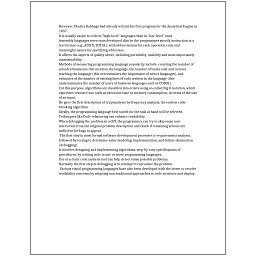 However, Charles Babbage had already written his first program for the Analytical Engine in
1837.
It is usually easier to code in "high-level" languages than in "low-level" ones.
Assembly languages were soon developed that let the programmer specify instruction in a
text format (e.g., ADD X, TOTAL), with abbreviations for each operation code and
meaningful names for specifying addresses.
It affects the aspects of quality above, including portability, usability and most importantly
maintainability.
Methods of measuring programming language popularity include: counting the number of
job advertisements that mention the language, the number of books sold and courses
teaching the language (this overestimates the importance of newer languages), and
estimates of the number of existing lines of code written in the language (this
underestimates the number of users of business languages such as COBOL).
For this purpose, algorithms are classified into orders using so-called Big O notation, which
expresses resource use, such as execution time or memory consumption, in terms of the size
of an input.
He gave the first description of cryptanalysis by frequency analysis, the earliest code-
breaking algorithm.
Ideally, the programming language best suited for the task at hand will be selected.
Techniques like Code refactoring can enhance readability.
When debugging the problem in a GUI, the programmer can try to skip some user
interaction from the original problem description and check if remaining actions are
sufficient for bugs to appear.
The first step in most formal software development processes is requirements analysis,
followed by testing to determine value modeling, implementation, and failure elimination
(debugging).
It involves designing and implementing algorithms, step-by-step specifications of
procedures, by writing code in one or more programming languages.
Use of a static code analysis tool can help detect some possible problems.
Normally the first step in debugging is to attempt to reproduce the problem.
Various visual programming languages have also been developed with the intent to resolve
readability concerns by adopting non-traditional approaches to code structure and display.